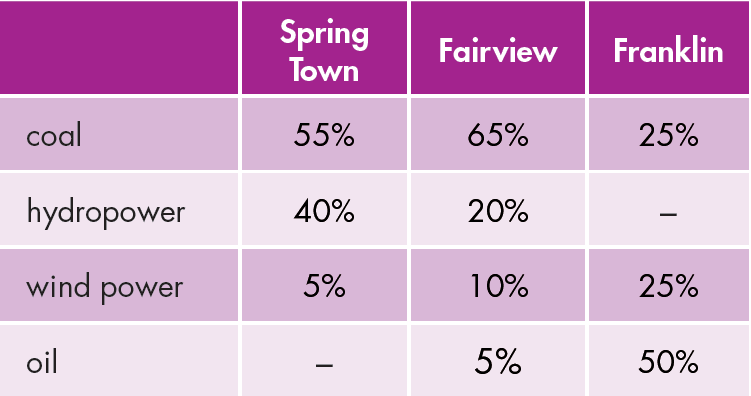 Spring
Town
Fairview
Franklin
coal 55% 65% 25%
hydropower 40% 20% –
wind power 5% 10% 25%
oil – 5% 50%